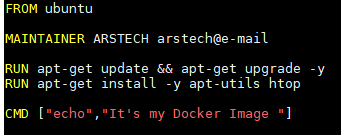 FROM ubuntu
MAINTAINER ARSTECH arstech@e-mail
RUN apt-get update && apt-get upgrade -y
RUN apt-get install -y apt-utils htop
CMD ["echo","It's my Docker Image "]